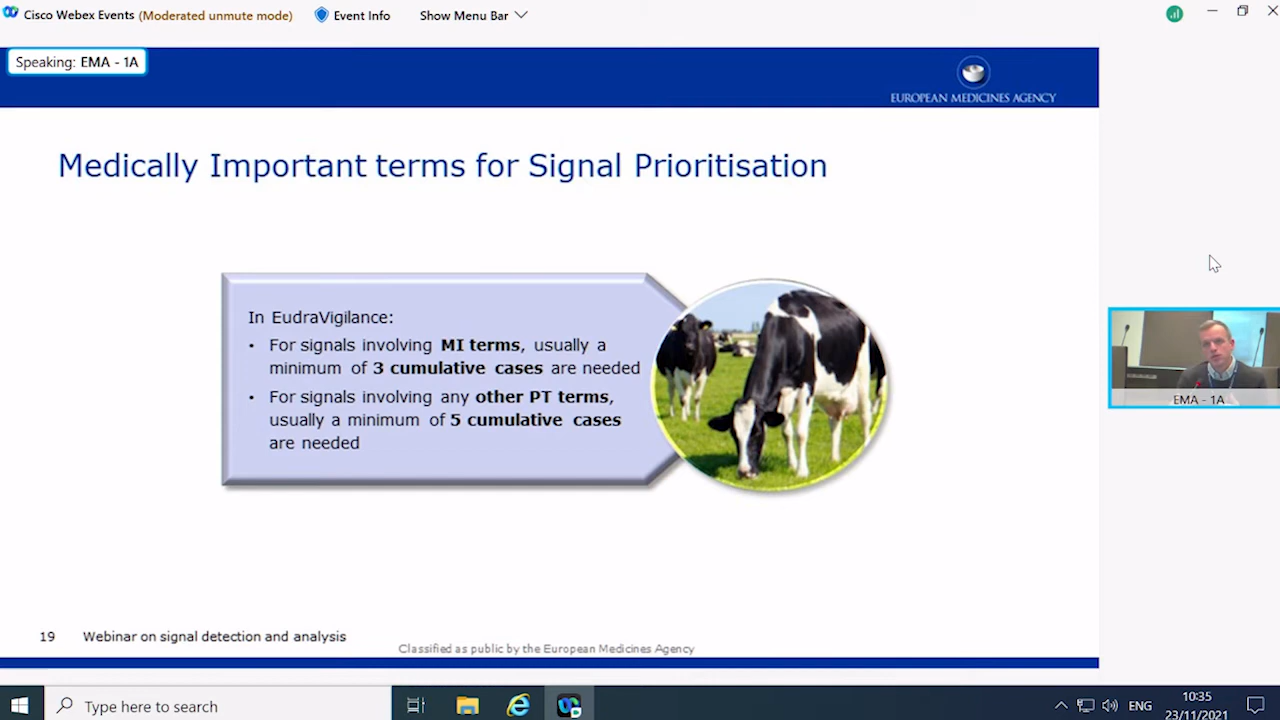 Cisco Webex Events (Moderated unmute mode) Event Info Show Menu Bar
Speaking: EMA - 1A
EUROPEAN MEDICINES AGENCY
Medically Important terms for Signal Prioritisation
In EudraVigilance:
• For signals involving MI terms, usually a
minimum of 3 cumulative cases are needed
• For signals involving any other PT terms,
usually a minimum of 5 cumulative cases
are needed
EMA - 1A
19 Webinar on signal detection and analysis
Classified as public by the European Medicines Agency
Type here to search
ENG
10:35
23/11/2021